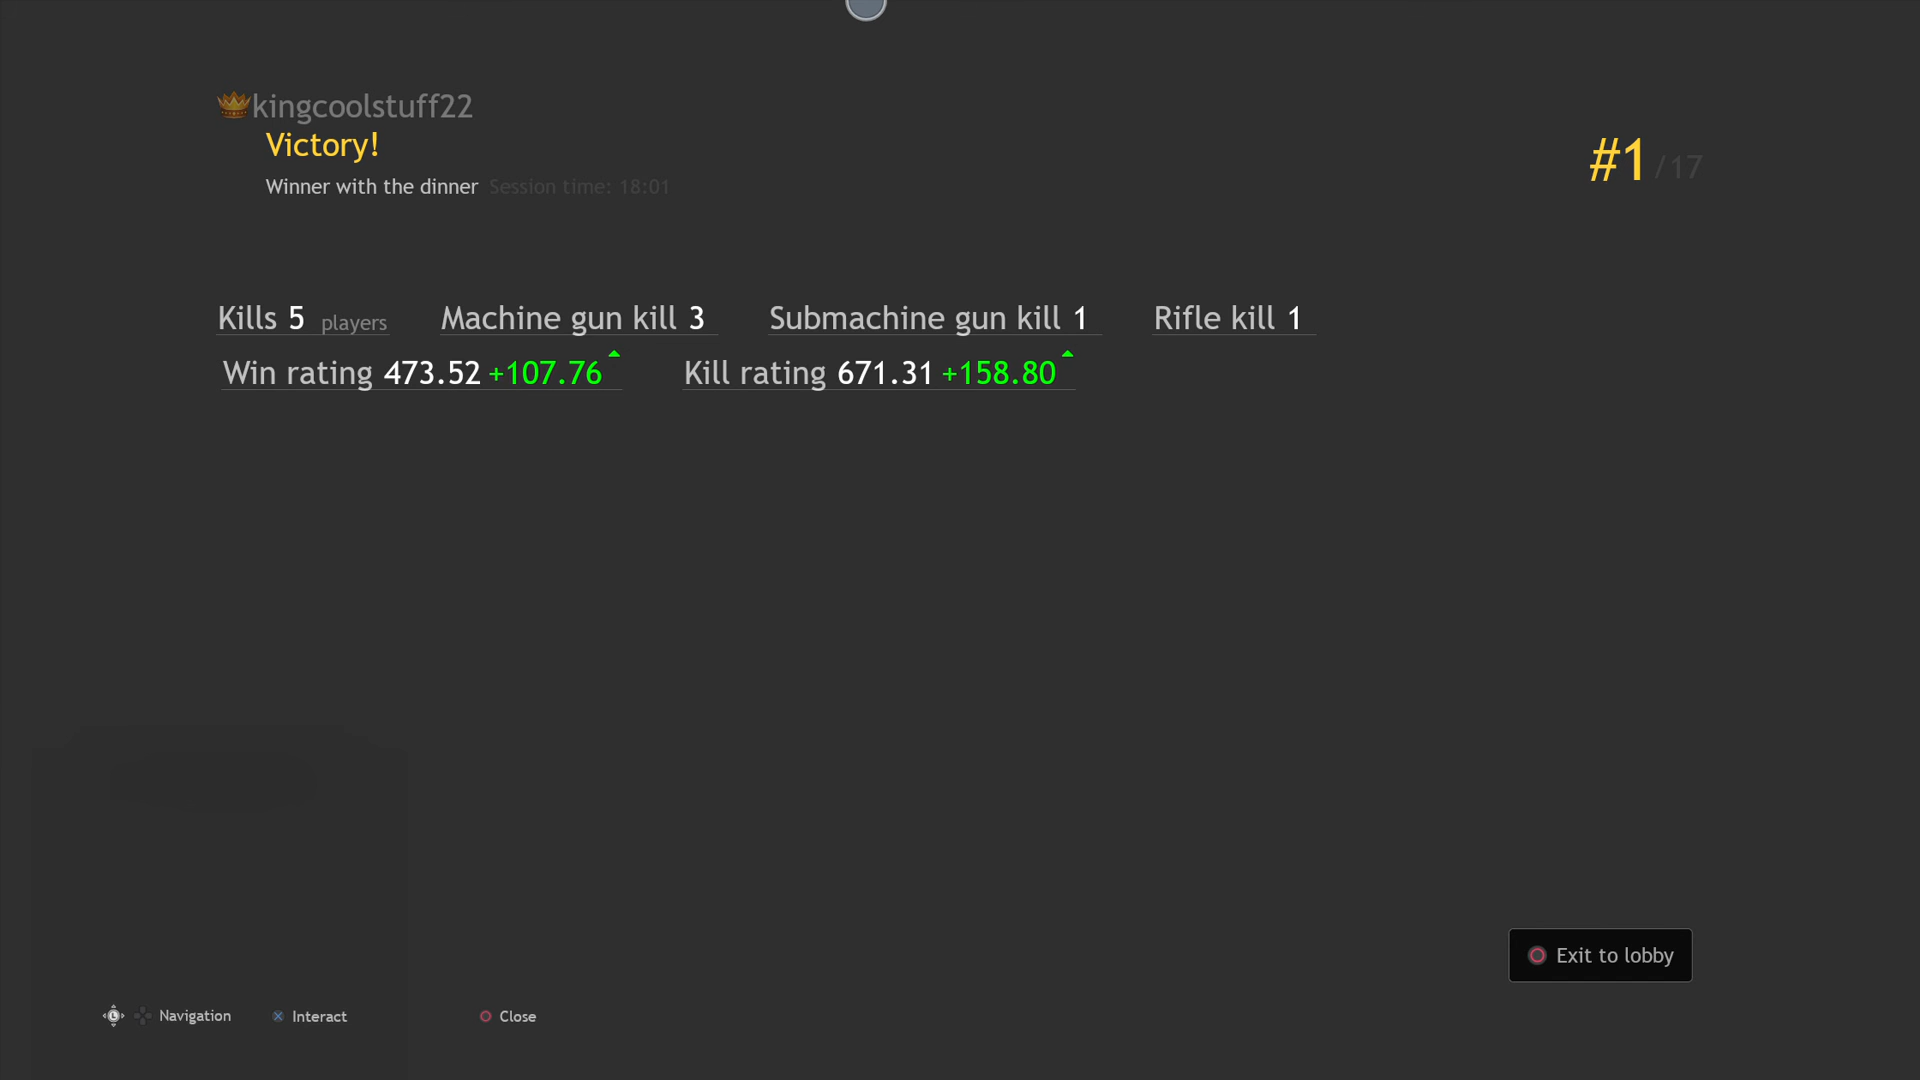 kingcoolstuff22
Victory!
Winner with the dinner Session time: 18:01
#1 /17
Kills 5 players Machine gun kill 3 Submachine gun kill 1 Rifle kill 1
Win rating 473.52 +107.76 Kill rating 671.31 +158.80
Exit to lobby
Navigation Interact Close